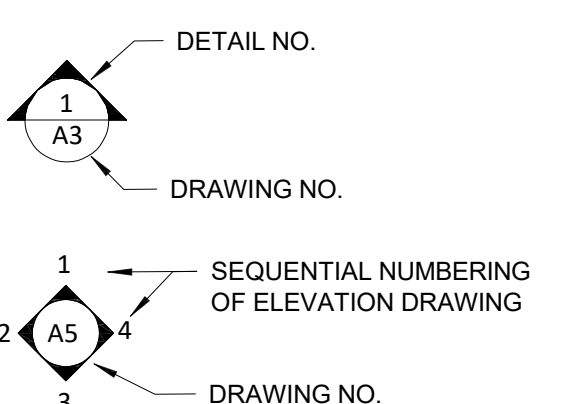 DETAIL NO.
1
A3
DRAWING NO.
1
SEQUENTIAL NUMBERING
OF ELEVATION DRAWING
2 A5 4
DRAWING NO.
3